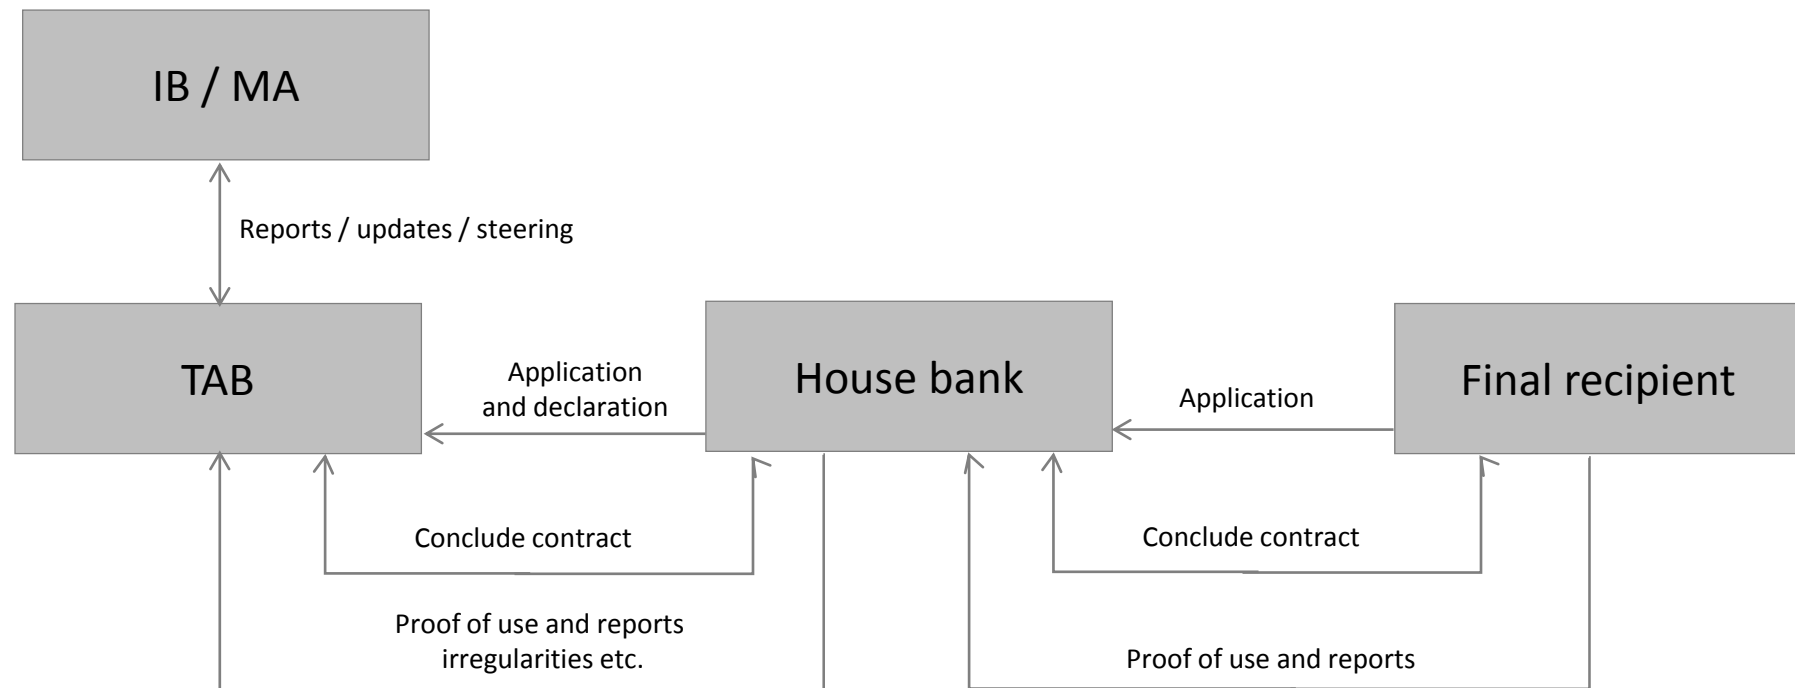 IB / MA
Reports / updates / steering
TAB
Application
and declaration
House bank
Application
Final recipient
Conclude contract
Conclude contract
Proof of use and reports
irregularities etc.
Proof of use and reports